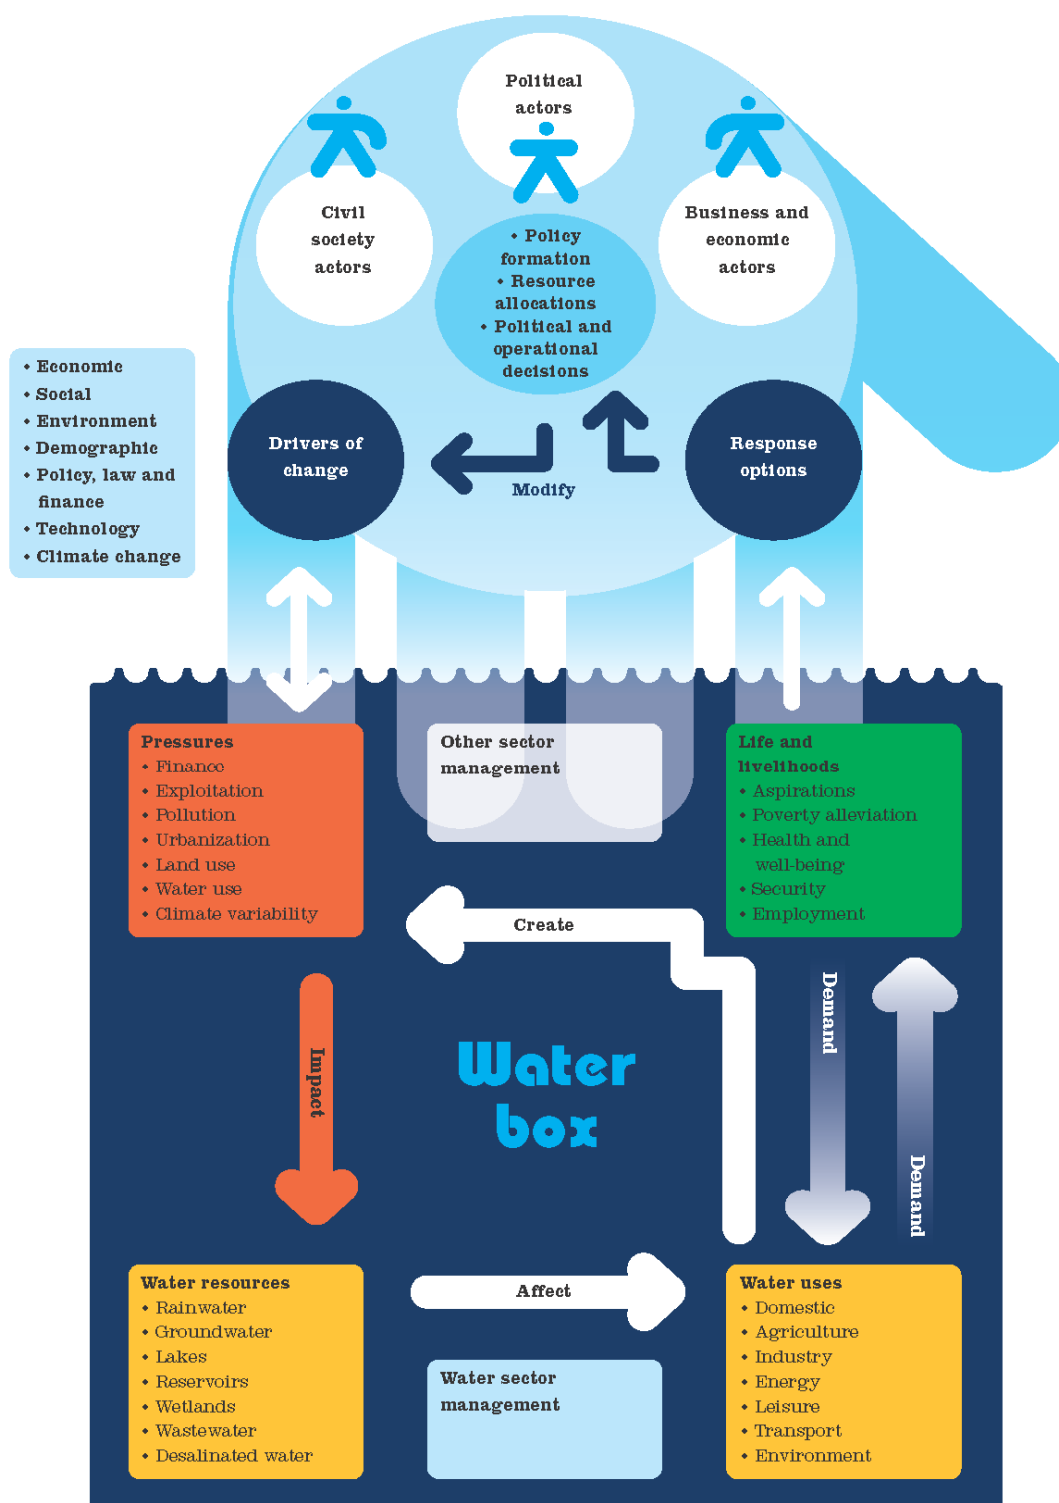 Political
actors
Civil
society
actors
• Policy
formation
• Resource
allocations
• Political and
operational
decisions
Business and
economic
actors
• Economic
• Social
• Environment
• Demographic
• Policy, law and
finance
• Technology
• Climate change
Drivers of
change
Modify
Response
options
Pressures
• Finance
• Exploitation
• Pollution
• Urbanization
• Land use
• Water use
• Climate variability
Other sector
management
Life and
livelihoods
• Aspirations
• Poverty alleviation
• Health and
well-being
• Security
• Employment
Create
Impact
Water
box
Demand
Demand
Water resources
• Rainwater
• Groundwater
• Lakes
• Reservoirs
• Wetlands
• Wastewater
• Desalinated water
Affect
Water sector
management
Water uses
• Domestic
• Agriculture
• Industry
• Energy
• Leisure
• Transport
• Environment